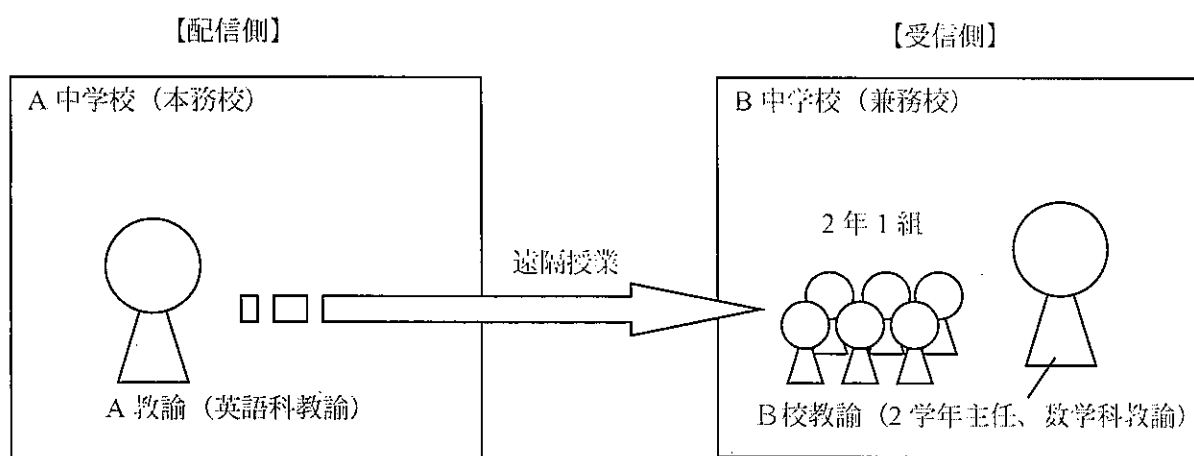 【配信側】
【受信側】
A 中学校（本務校）
B 中学校（兼務校）
2 年 1 組
遠隔授業
A 教諭（英語科教諭）
B校教諭（2 学年主任、数学科教諭）